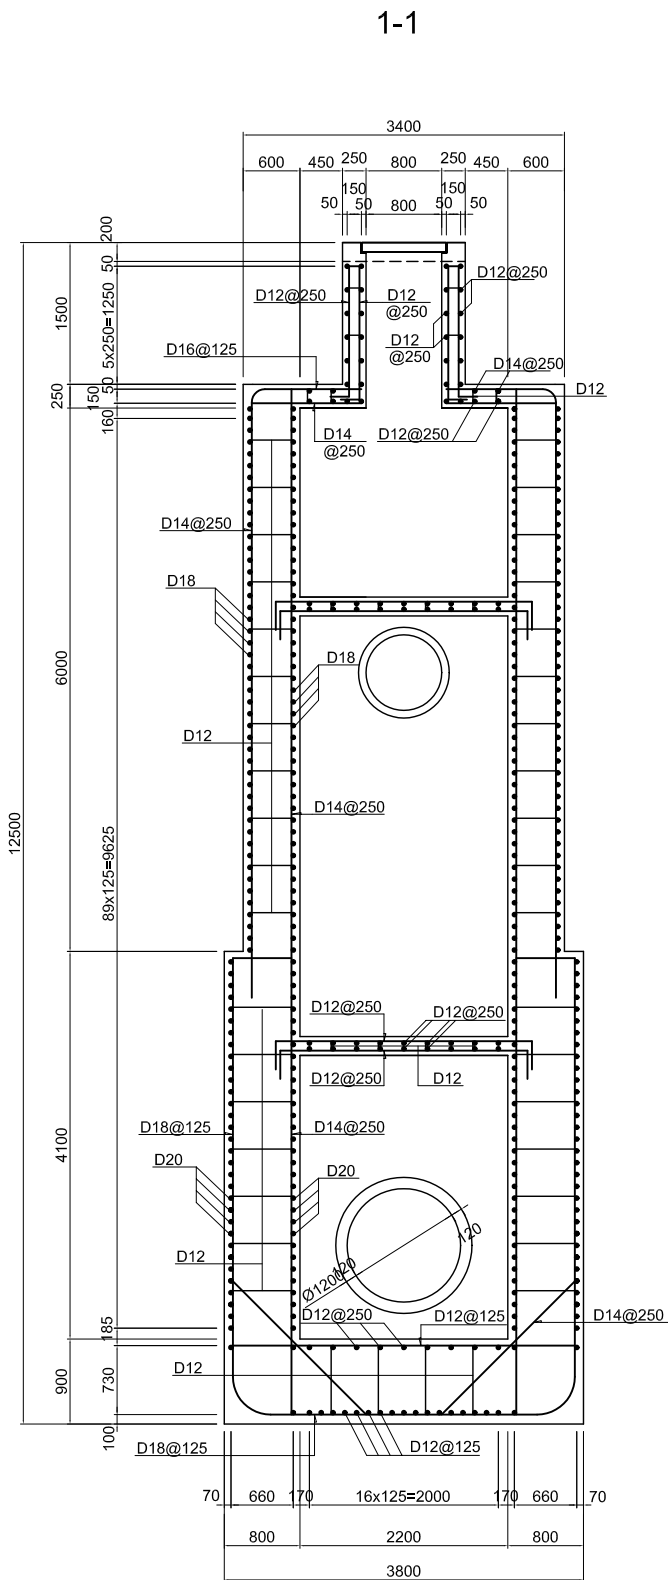 1-1
3400
600 450 250 800 250 450 600
150 150
50 50 800 50 50
200
50
D12@250
D12@250 D12
@250
1500
5x250=1250
D12
@250
D16@125
D14@250
50
250
150
D12
160
D14
@250
D12@250
D14@250
D18
6000
D18
D12
12500
D14@250
89x125=9625
D12@250 D12@250
D12@250 D12
4100
D18@125 D14@250
D20 D20
120
D12
120
Ø1200
185
D12@250 D12@125 D14@250
900
730
D12
100
D18@125 D12@125
70 660 170 16x125=2000 170 660 70
800 2200 800
3800